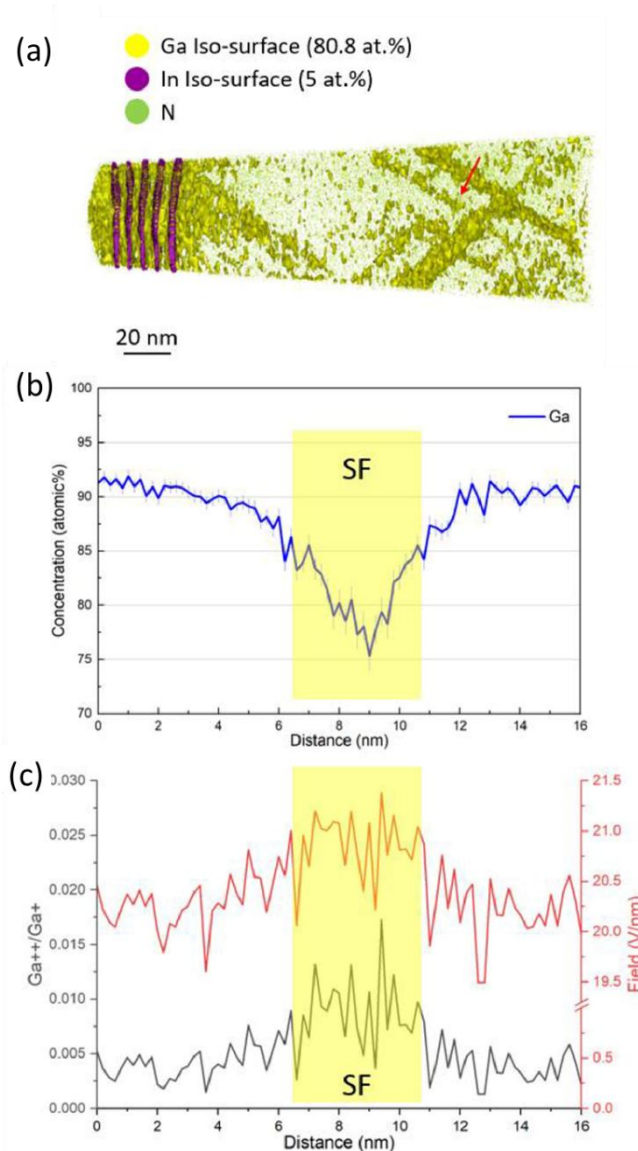 (a)
Ga Iso-surface (80.8 at.%)
In Iso-surface (5 at.%)
N
20 nm
(b)
100
95
90
85
80
75
70
Concentration (atomic%)
Ga
SF
0 2 4 6 8 10 12 14 16
Distance (nm)
(c)
0.030
0.025
0.020
0.015
0.010
0.005
0.000
Ga++/Ga+
21.5
21.0
20.5
20.0
19.5
0.5
0.0
Field (V/nm)
SF
0 2 4 6 8 10 12 14 16
Distance (nm)